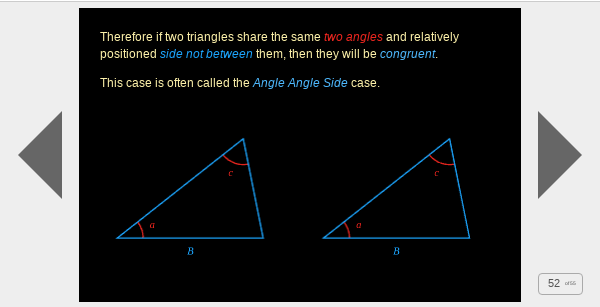 Therefore if two triangles share the same two angles and relatively
positioned side not between them, then they will be congruent.
This case is often called the Angle Angle Side case.
c
c
a
a
B
B
52 of 55